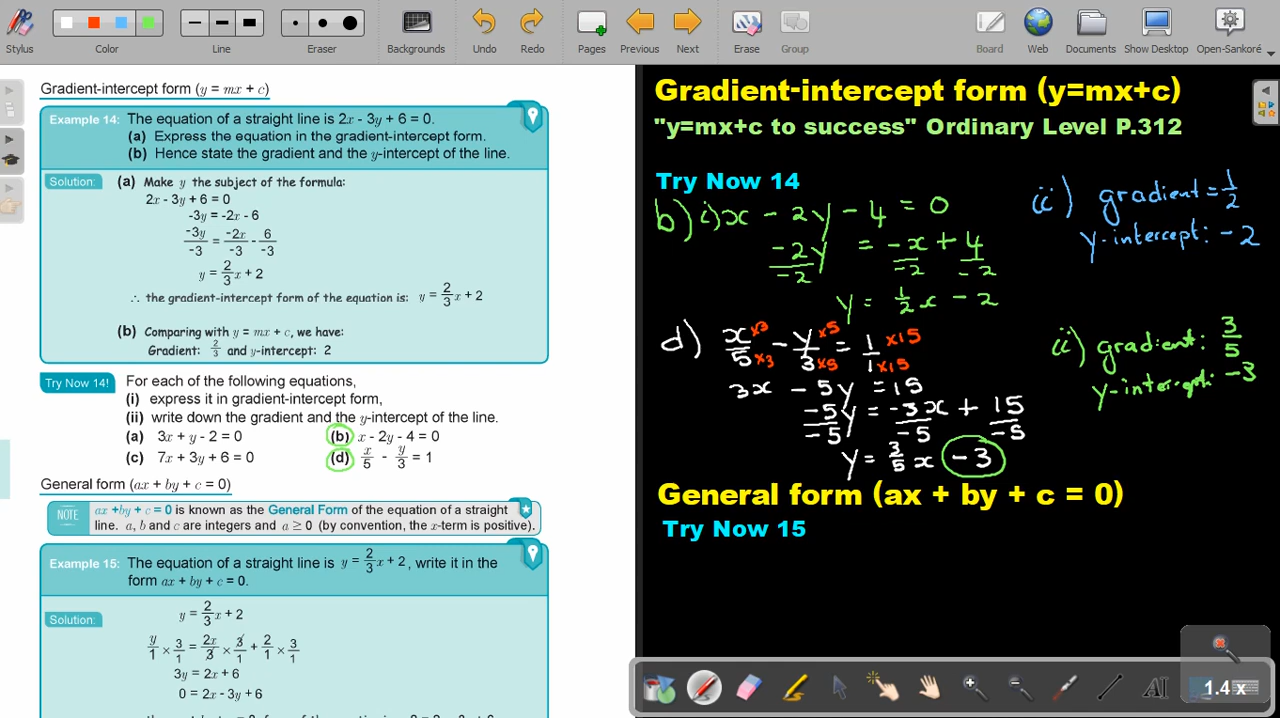 Stylus
Color
Line
Eraser
Backgrounds
Undo
Redo
Pages
Previous
Next
Erase
Group
Board
Web
Documents
Show Desktop
Open-Sankoré
Gradient-intercept form (y = mx + c)
Example 14: The equation of a straight line is 2x - 3y + 6 = 0.
(a) Express the equation in the gradient-intercept form.
(b) Hence state the gradient and the y-intercept of the line.
Solution:
(a) Make y the subject of the formula:
2x - 3y + 6 = 0
-3y = -2x - 6
-3y/-3 = -2x/-3 - 6/-3
y = 2/3 x + 2
∴ the gradient-intercept form of the equation is: y = 2/3 x + 2
(b) Comparing with y = mx + c, we have:
Gradient: 2/3 and y-intercept: 2
Try Now 14! For each of the following equations,
(i) express it in gradient-intercept form,
(ii) write down the gradient and the y-intercept of the line.
(a) 3x + y - 2 = 0 (b) x - 2y - 4 = 0
(c) 7x + 3y + 6 = 0 (d) x/5 - y/3 = 1
General form (ax + by + c = 0)
NOTE ax + by + c = 0 is known as the General Form of the equation of a straight
line. a, b and c are integers and a ≥ 0 (by convention, the x-term is positive).
Example 15: The equation of a straight line is y = 2/3 x + 2, write it in the
form ax + by + c = 0.
Solution:
y = 2/3 x + 2
y/1 × 3/1 = 2x/3 × 3/1 + 2/1 × 3/1
3y = 2x + 6
0 = 2x - 3y + 6
Gradient-intercept form (y=mx+c)
"y=mx+c to success" Ordinary Level P.312
Try Now 14
b) i) x - 2y - 4 = 0
-2y/-2 = -x/-2 + 4/-2
y = 1/2 x - 2
ii) gradient = 1/2
y-intercept: -2
d) x/5 ×3/×3 - y/3 ×5/×5 = 1/1 ×15/×15
3x - 5y = 15
-5y/-5 = -3x/-5 + 15/-5
y = 3/5 x - 3
ii) gradient: 3/5
y-intercept: -3
General form (ax + by + c = 0)
Try Now 15
1.4 x